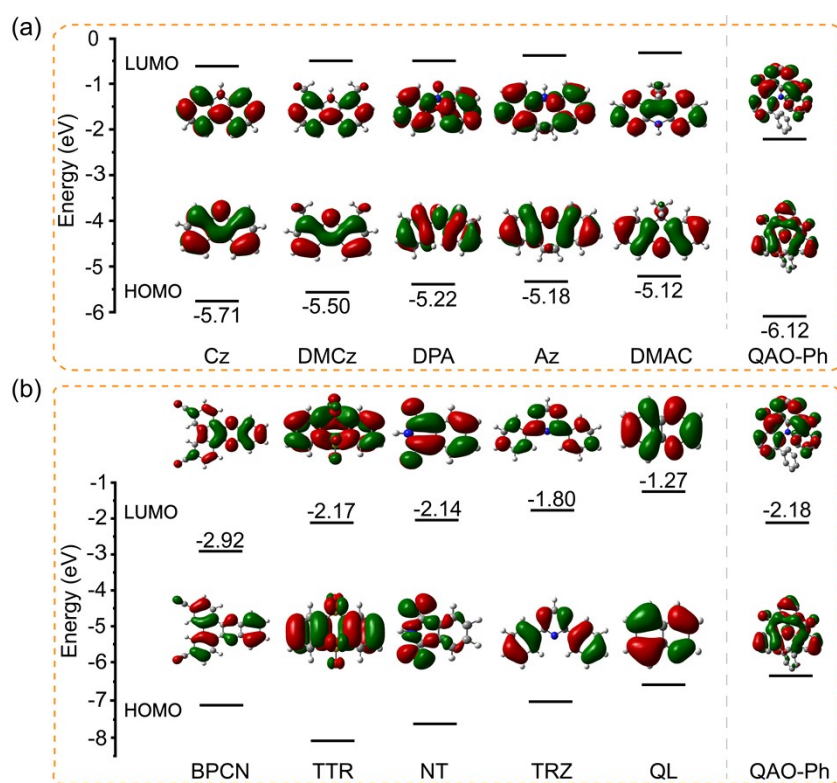 (a)
0
-1
-2
-3
-4
-5
-6
Energy (eV)
LUMO
HOMO
-5.71 -5.50 -5.22 -5.18 -5.12 -6.12
Cz DMCz DPA Az DMAC QAO-Ph
(b)
-1
-2
-3
-4
-5
-6
-7
-8
Energy (eV)
LUMO
-2.92 -2.17 -2.14 -1.80 -1.27 -2.18
HOMO
BPCN TTR NT TRZ QL QAO-Ph